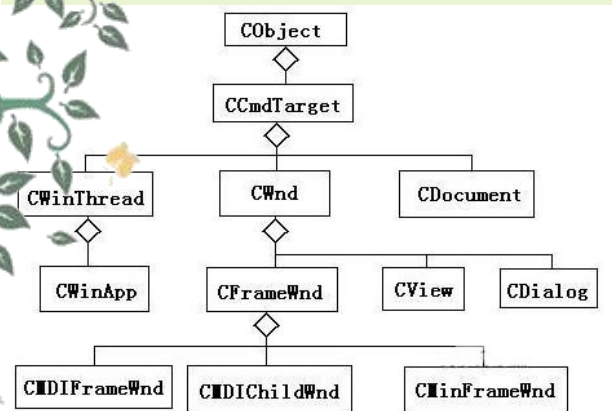 CObject
CCmdTarget
CWinThread CWnd CDocument
CWinApp CFrameWnd CView CDialog
CMDIFrameWnd CMDIChildWnd CMinFrameWnd